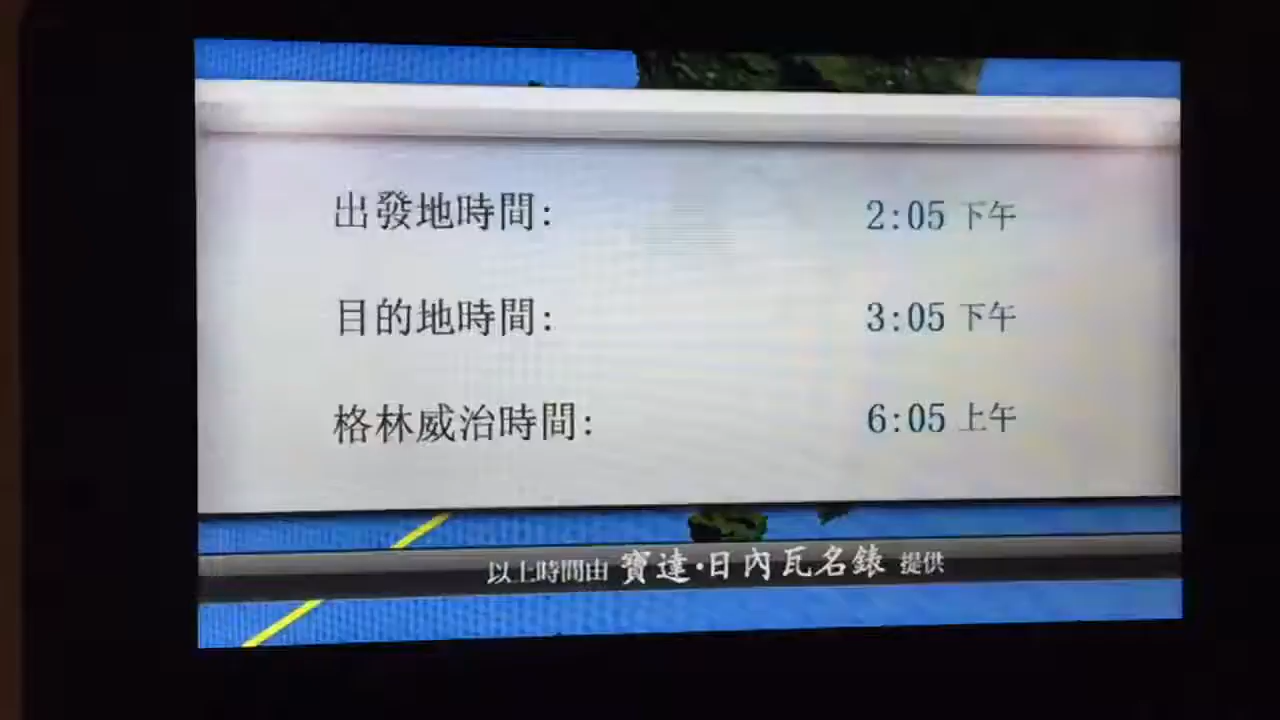 出發地時間: 2:05 下午
目的地時間: 3:05 下午
格林威治時間: 6:05 上午
以上時間由 寶達·日內瓦名錶 提供